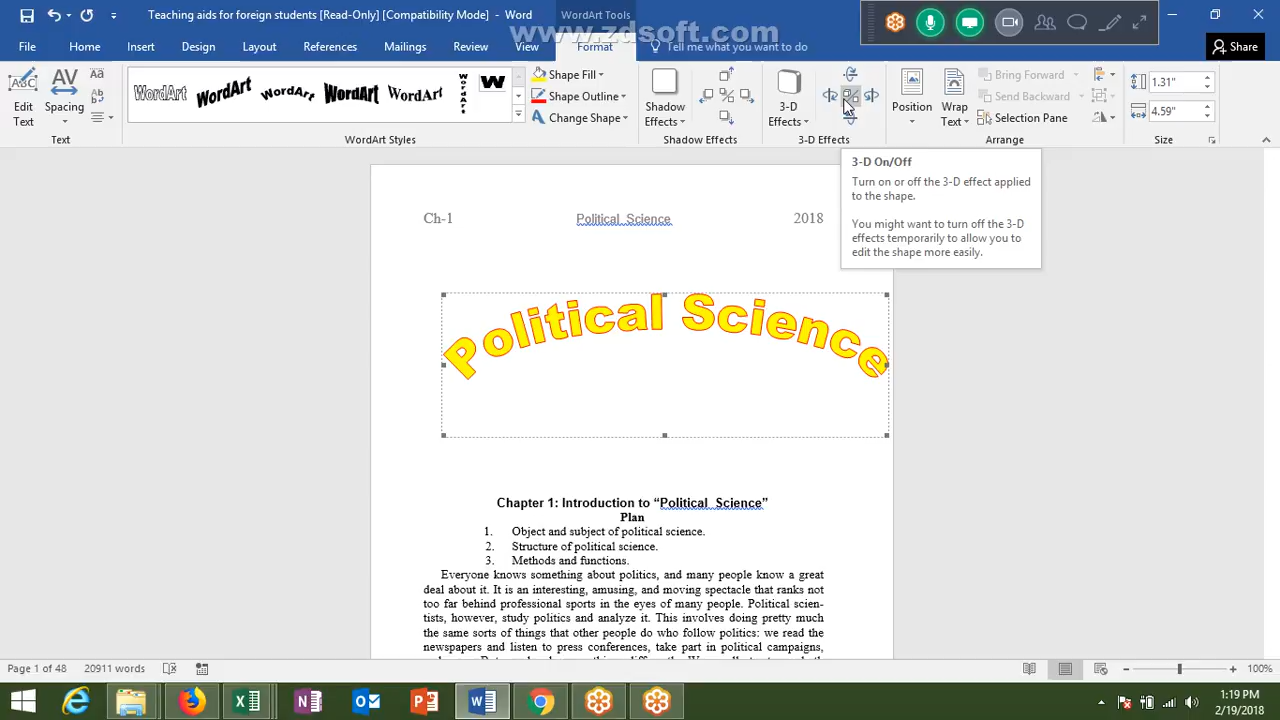 Teaching aids for foreign students [Read-Only] [Compatibility Mode] - Word
WordArt Tools
www.zdsoft.com
File Home Insert Design Layout References Mailings Review View Format Tell me what you want to do Share
Edit Text
Spacing
WordArt WordArt WordArt WordArt WordArt WordArt W
Shape Fill
Shape Outline
Change Shape
Shadow Effects
3-D Effects
Position
Wrap Text
Bring Forward
Send Backward
Selection Pane
1.31"
4.59"
Text WordArt Styles Shadow Effects 3-D Effects Arrange Size
3-D On/Off
Turn on or off the 3-D effect applied
to the shape.
You might want to turn off the 3-D
effects temporarily to allow you to
edit the shape more easily.
Ch-1 Political Science 2018
Political Science
Chapter 1: Introduction to “Political Science”
Plan
1. Object and subject of political science.
2. Structure of political science.
3. Methods and functions.
Everyone knows something about politics, and many people know a great
deal about it. It is an interesting, amusing, and moving spectacle that ranks not
too far behind professional sports in the eyes of many people. Political scien-
tists, however, study politics and analyze it. This involves doing pretty much
the same sorts of things that other people do who follow politics: we read the
newspapers and listen to press conferences, take part in political campaigns,
Page 1 of 48 20911 words 100%
1:19 PM
2/19/2018